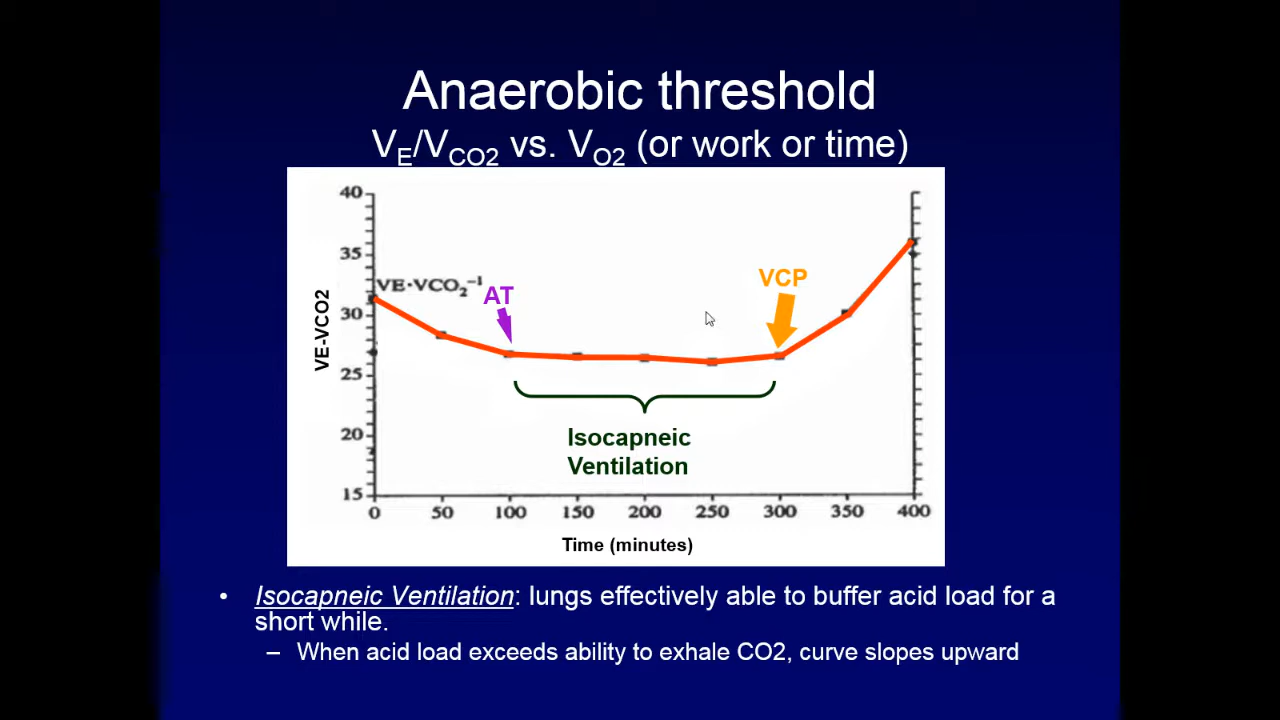 Anaerobic threshold
VE/VCO2 vs. VO2 (or work or time)
40
35
30
25
20
15
VE-VCO2
VE·VCO2⁻¹
AT
VCP
Isocapneic
Ventilation
0 50 100 150 200 250 300 350 400
Time (minutes)
• Isocapneic Ventilation: lungs effectively able to buffer acid load for a
short while.
– When acid load exceeds ability to exhale CO2, curve slopes upward